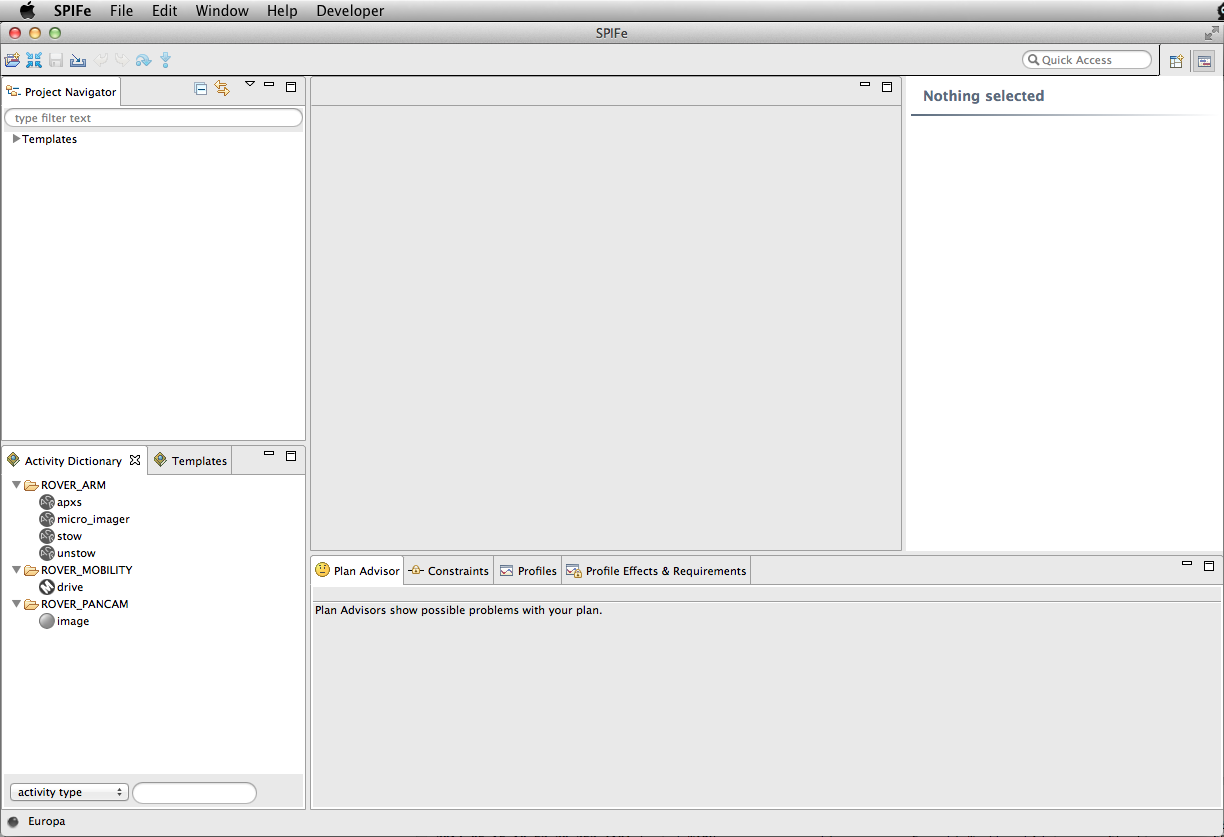 SPIFe File Edit Window Help Developer
SPIFe
Quick Access
Project Navigator
type filter text
Templates
Nothing selected
Activity Dictionary Templates
ROVER_ARM
apxs
micro_imager
stow
unstow
ROVER_MOBILITY
drive
ROVER_PANCAM
image
activity type
Plan Advisor Constraints Profiles Profile Effects & Requirements
Plan Advisors show possible problems with your plan.
Europa